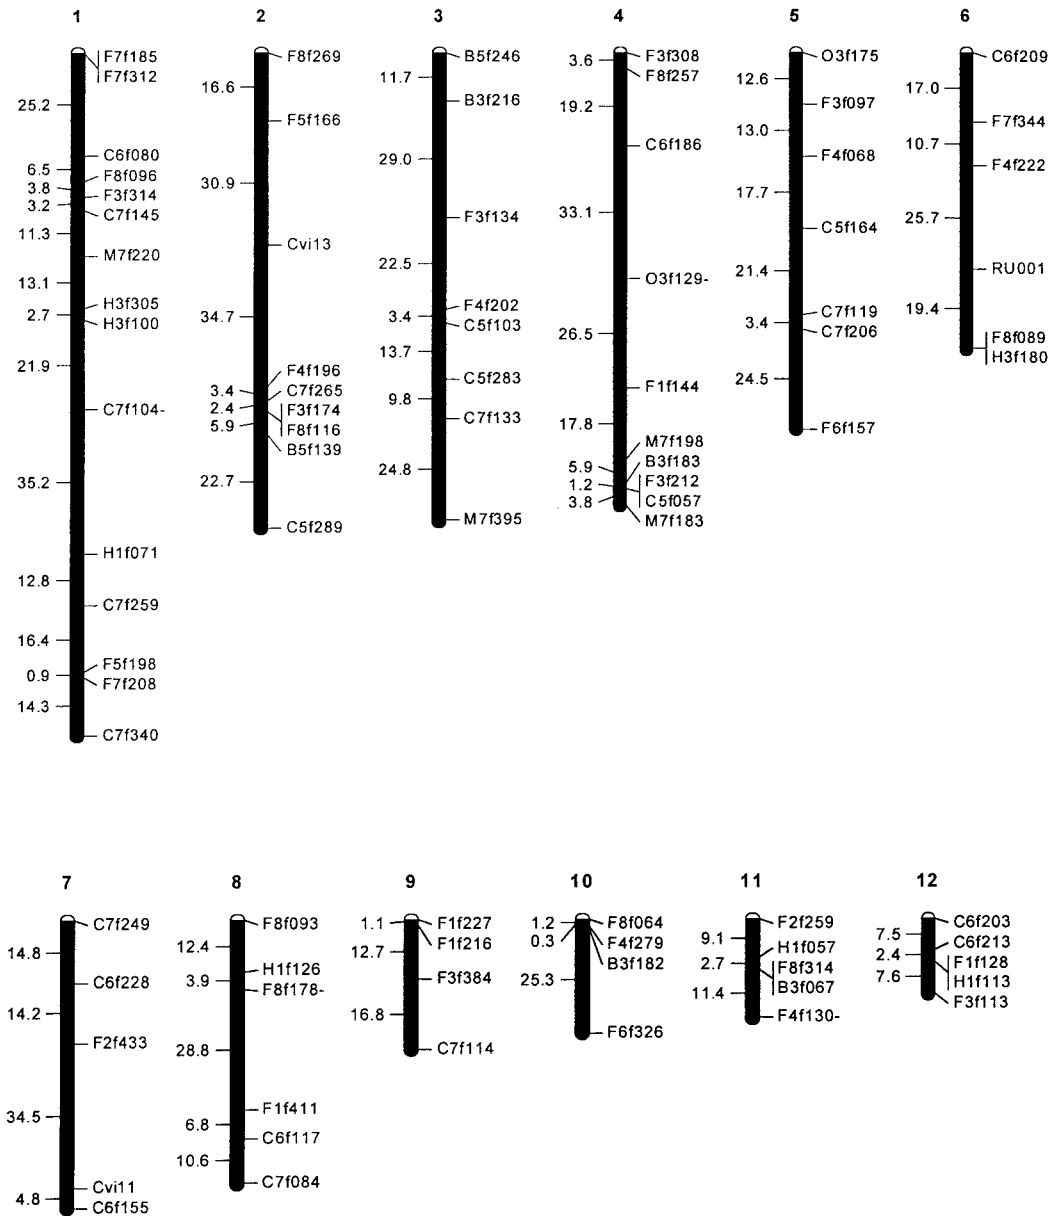 1
F7f185
F7f312
25.2
C6f080
6.5
F8f096
3.8
F3f314
3.2
C7f145
11.3
M7f220
13.1
H3f305
2.7
H3f100
21.9
C7f104-
35.2
H1f071
12.8
C7f259
16.4
F5f198
0.9
F7f208
14.3
C7f340
2
F8f269
16.6
F5f166
30.9
Cvi13
34.7
F4f196
3.4
C7f265
2.4
F3f174
5.9
F8f116
B5f139
22.7
C5f289
3
B5f246
11.7
B3f216
29.0
F3f134
22.5
F4f202
3.4
C5f103
13.7
C5f283
9.8
C7f133
24.8
M7f395
4
F3f308
3.6
F8f257
19.2
C6f186
33.1
O3f129-
26.5
F1f144
17.8
M7f198
5.9
B3f183
1.2
F3f212
3.8
C5f057
M7f183
5
O3f175
12.6
F3f097
13.0
F4f068
17.7
C5f164
21.4
C7f119
3.4
C7f206
24.5
F6f157
6
C6f209
17.0
F7f344
10.7
F4f222
25.7
RU001
19.4
F8f089
H3f180
7
C7f249
14.8
C6f228
14.2
F2f433
34.5
Cvi11
4.8
C6f155
8
F8f093
12.4
H1f126
3.9
F8f178-
28.8
F1f411
6.8
C6f117
10.6
C7f084
9
1.1
F1f227
F1f216
12.7
F3f384
16.8
C7f114
10
1.2
F8f064
0.3
F4f279
B3f182
25.3
F6f326
11
F2f259
9.1
H1f057
2.7
F8f314
B3f067
11.4
F4f130-
12
C6f203
7.5
C6f213
2.4
F1f128
7.6
H1f113
F3f113